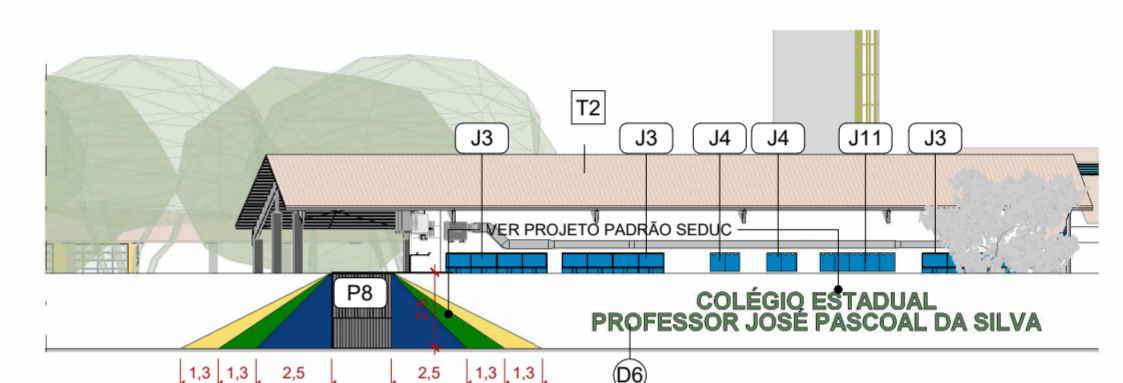 T2
J3
J3
J4
J4
J11
J3
VER PROJETO PADRÃO SEDUC
P8
2,5
COLÉGIO ESTADUAL
PROFESSOR JOSÉ PASCOAL DA SILVA
1,3
1,3
2,5
2,5
1,3
1,3
D6